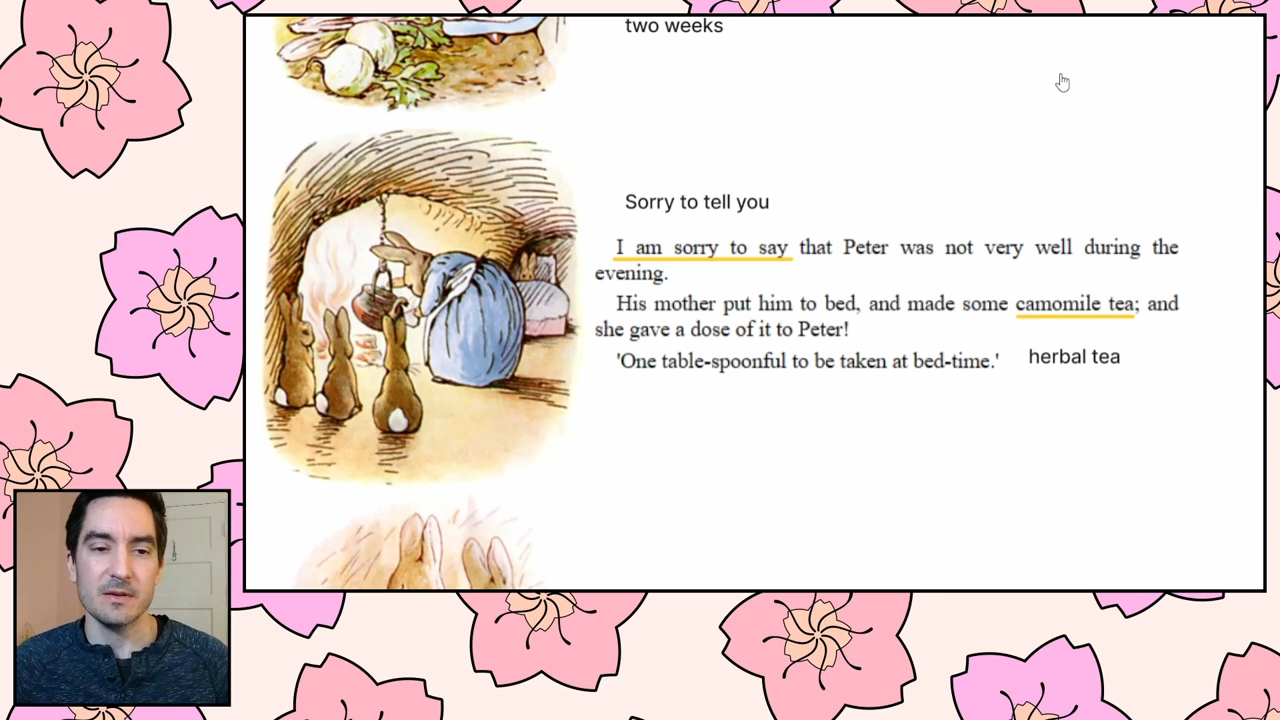 two weeks
Sorry to tell you
I am sorry to say that Peter was not very well during the
evening.
His mother put him to bed, and made some camomile tea; and
she gave a dose of it to Peter!
'One table-spoonful to be taken at bed-time.'
herbal tea